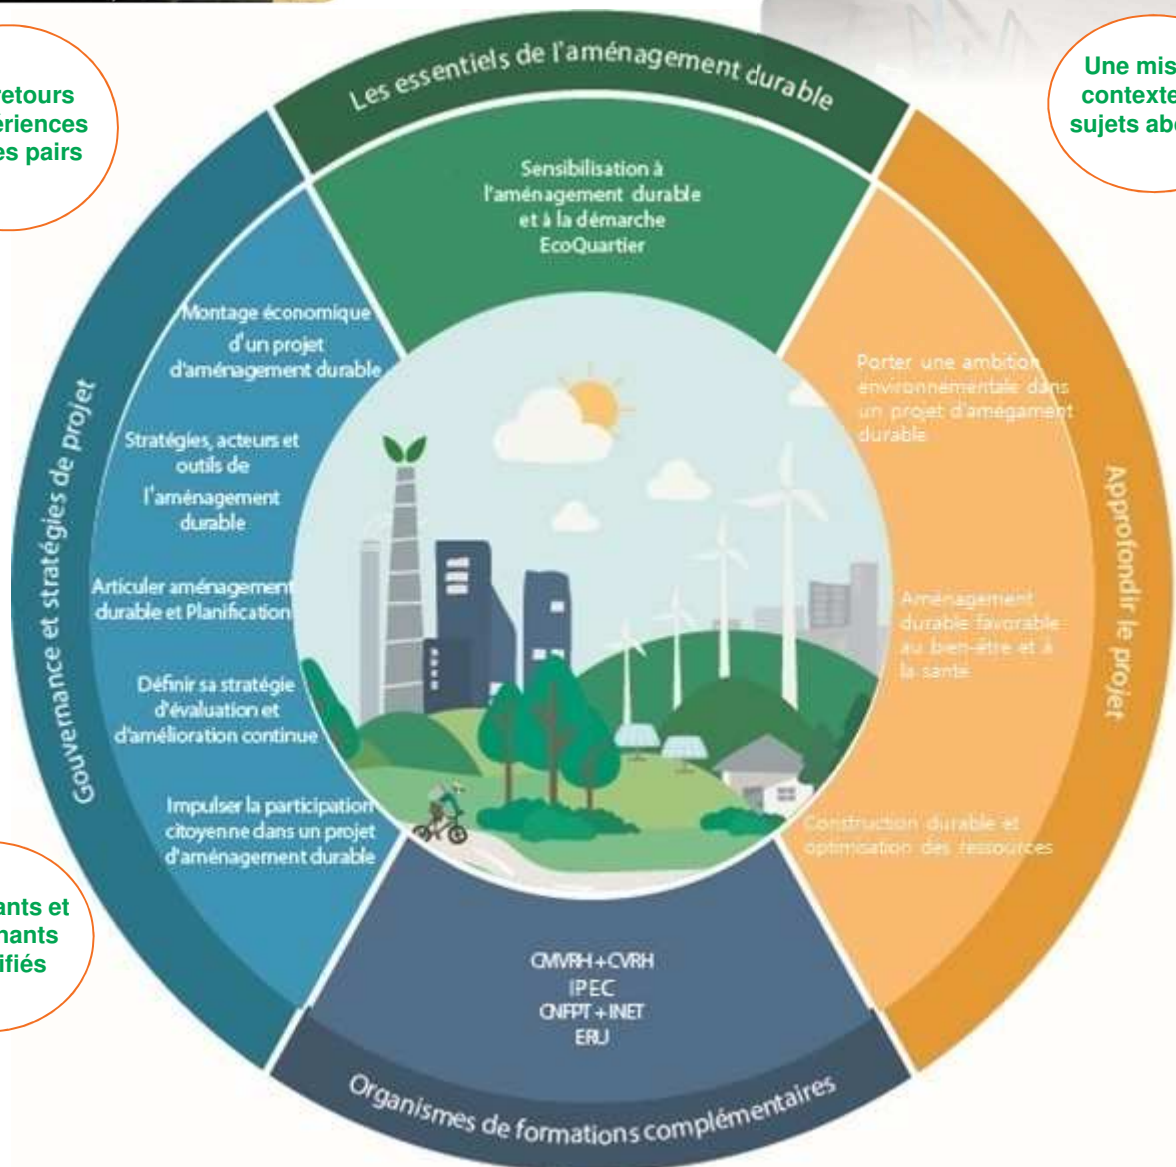 Les essentiels de l'aménagement durable
retours
ériences
es pairs
Une mis
contexte
sujets abo
Sensibilisation à
l'aménagement durable
et à la démarche
EcoQuartier
Gouvernance et stratégies de projet
Montage économique
d'un projet
d'aménagement durable
Stratégies, acteurs et
outils de
l'aménagement
durable
Articuler aménagement
durable et Planification
Définir sa stratégie
d'évaluation et
d'amélioration continue
Impulser la participation
citoyenne dans un projet
d'aménagement durable
Approfondir le projet
Porter une ambition
environnementale dans
un projet d'amégament
durable
Aménagement
durable favorable
au bien-être et à
la santé
Construction durable et
optimisation des ressources
ants et
nants
ifiés
CMVRH + CVRH
IPEC
CNFPT + INET
ERU
Organismes de formations complémentaires